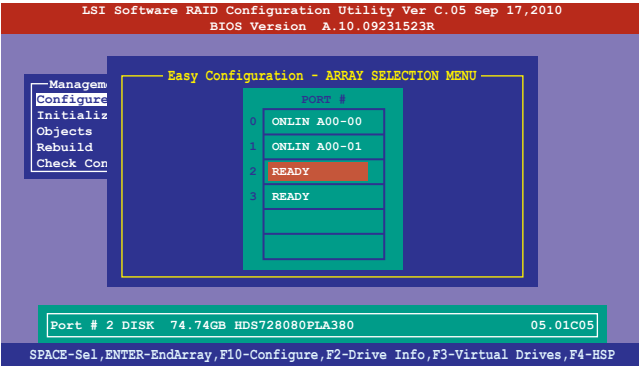 LSI Software RAID Configuration Utility Ver C.05 Sep 17,2010
BIOS Version A.10.09231523R
Easy Configuration - ARRAY SELECTION MENU
Managem
Configure
Initializ
Objects
Rebuild
Check Con
PORT #
0 ONLIN A00-00
1 ONLIN A00-01
2 READY
3 READY
Port # 2 DISK 74.74GB HDS728080PLA380 05.01C05
SPACE-Sel,ENTER-EndArray,F10-Configure,F2-Drive Info,F3-Virtual Drives,F4-HSP